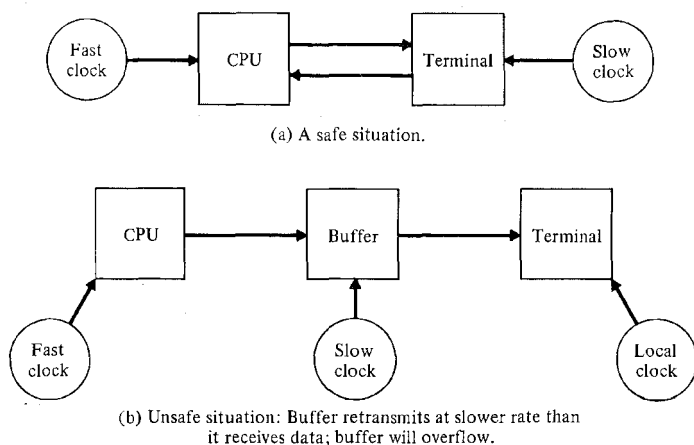 Fast
clock
CPU
Terminal
Slow
clock
(a) A safe situation.
CPU
Buffer
Terminal
Fast
clock
Slow
clock
Local
clock
(b) Unsafe situation: Buffer retransmits at slower rate than
it receives data; buffer will overflow.